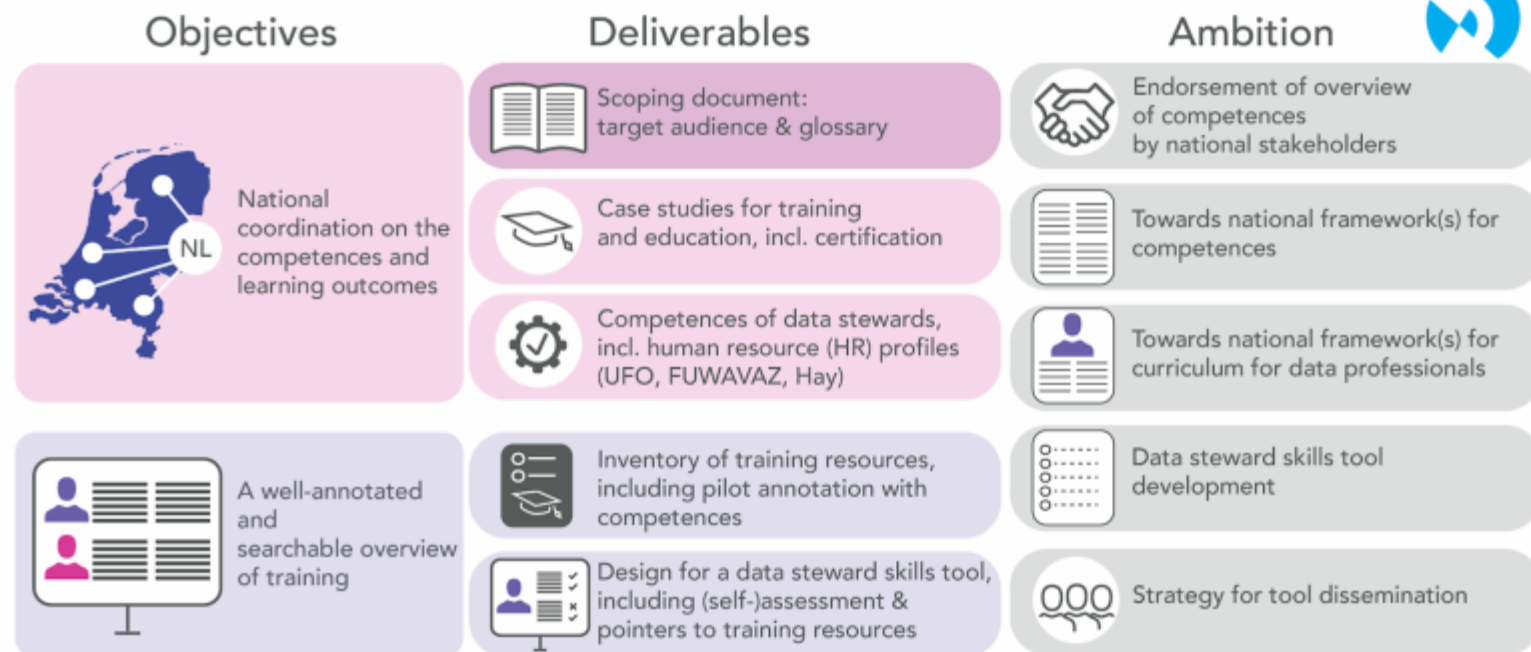 Objectives
Deliverables
Ambition
NL
National
coordination on the
competences and
learning outcomes
A well-annotated
and
searchable overview
of training
Scoping document:
target audience & glossary
Case studies for training
and education, incl. certification
Competences of data stewards,
incl. human resource (HR) profiles
(UFO, FUWAVAZ, Hay)
Inventory of training resources,
including pilot annotation with
competences
Design for a data steward skills tool,
including (self-)assessment &
pointers to training resources
Endorsement of overview
of competences
by national stakeholders
Towards national framework(s) for
competences
Towards national framework(s) for
curriculum for data professionals
Data steward skills tool
development
Strategy for tool dissemination